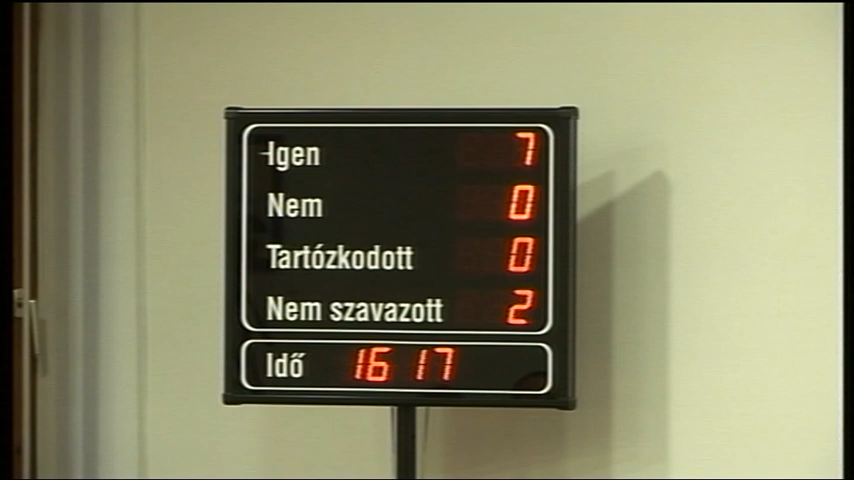 Igen 7
Nem 0
Tartózkodott 0
Nem szavazott 2
Idő 16 17